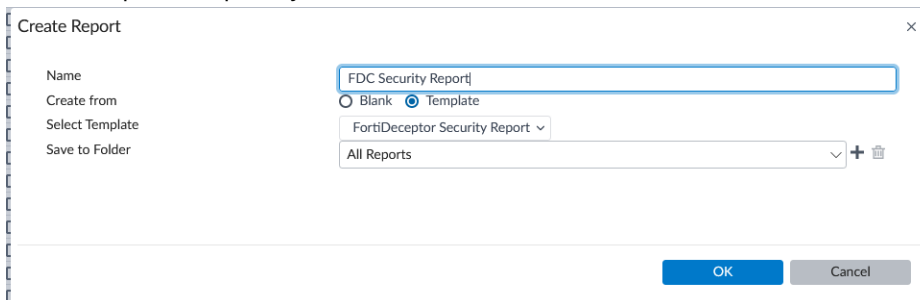 Create Report
Name
FDC Security Report
Create from
Blank Template
Select Template
FortiDeceptor Security Report
Save to Folder
All Reports
OK Cancel